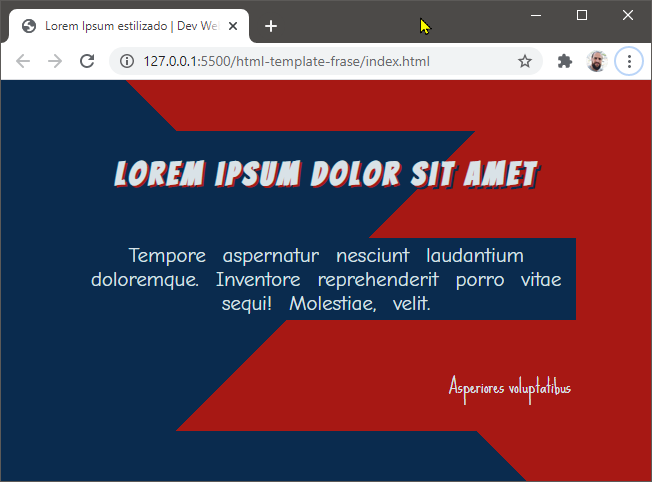 Lorem Ipsum estilizado | Dev We
127.0.0.1:5500/html-template-frase/index.html
LOREM IPSUM DOLOR SIT AMET
Tempore aspernatur nesciunt laudantium
doloremque. Inventore reprehenderit porro vitae
sequi! Molestiae, velit.
Asperiores voluptatibus